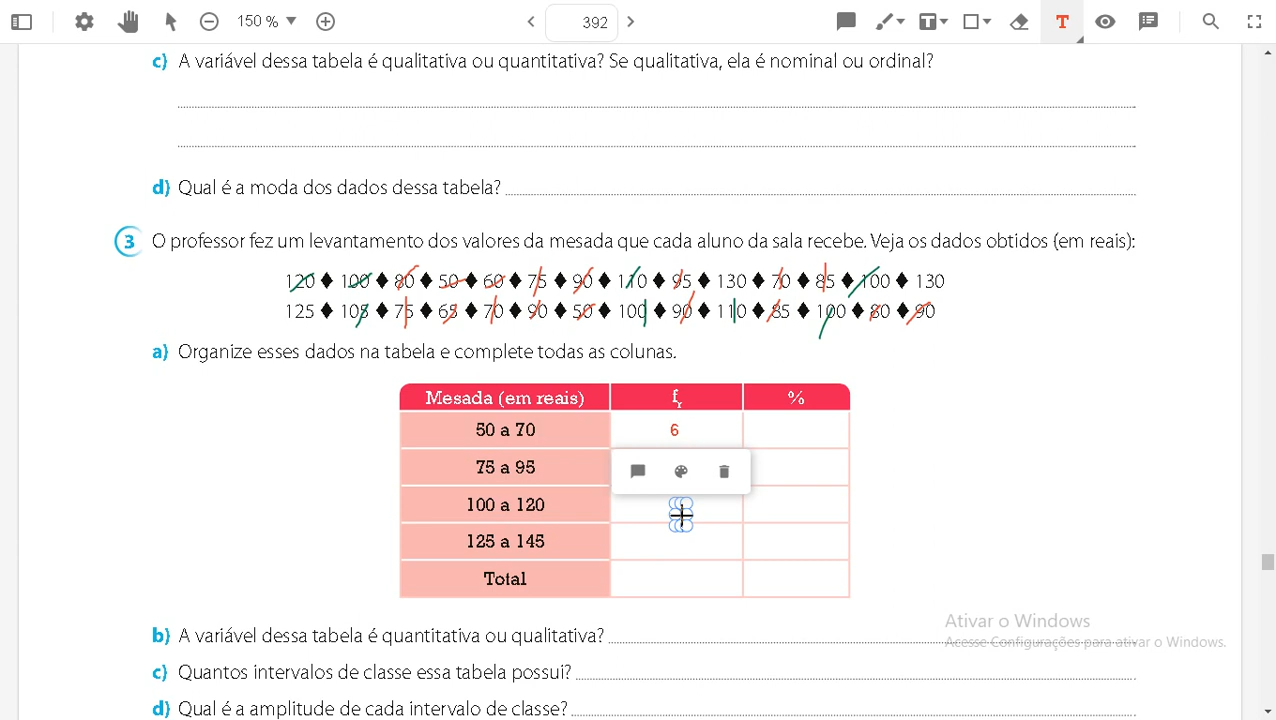 150 %
392
T
T
c) A variável dessa tabela é qualitativa ou quantitativa? Se qualitativa, ela é nominal ou ordinal?
d) Qual é a moda dos dados dessa tabela?
3 O professor fez um levantamento dos valores da mesada que cada aluno da sala recebe. Veja os dados obtidos (em reais):
120 ♦ 100 ♦ 80 ♦ 50 ♦ 60 ♦ 75 ♦ 90 ♦ 110 ♦ 95 ♦ 130 ♦ 70 ♦ 85 ♦ 100 ♦ 130
125 ♦ 105 ♦ 75 ♦ 65 ♦ 70 ♦ 90 ♦ 50 ♦ 100 ♦ 90 ♦ 110 ♦ 85 ♦ 100 ♦ 80 ♦ 90
a) Organize esses dados na tabela e complete todas as colunas.
Mesada (em reais) fr %
50 a 70 6
75 a 95
100 a 120
125 a 145
Total
Ativar o Windows
Acesse Configurações para ativar o Windows.
b) A variável dessa tabela é quantitativa ou qualitativa?
c) Quantos intervalos de classe essa tabela possui?
d) Qual é a amplitude de cada intervalo de classe?